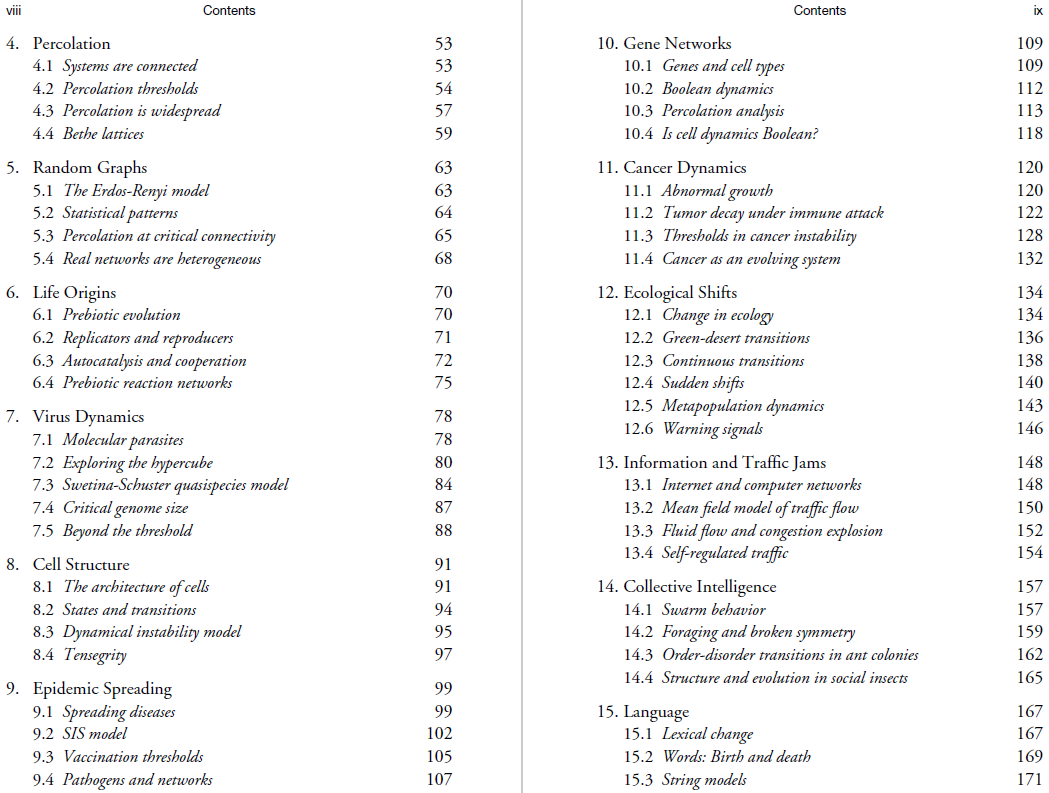 viii Contents
4. Percolation 53
4.1 Systems are connected 53
4.2 Percolation thresholds 54
4.3 Percolation is widespread 57
4.4 Bethe lattices 59
5. Random Graphs 63
5.1 The Erdos-Renyi model 63
5.2 Statistical patterns 64
5.3 Percolation at critical connectivity 65
5.4 Real networks are heterogeneous 68
6. Life Origins 70
6.1 Prebiotic evolution 70
6.2 Replicators and reproducers 71
6.3 Autocatalysis and cooperation 72
6.4 Prebiotic reaction networks 75
7. Virus Dynamics 78
7.1 Molecular parasites 78
7.2 Exploring the hypercube 80
7.3 Swetina-Schuster quasispecies model 84
7.4 Critical genome size 87
7.5 Beyond the threshold 88
8. Cell Structure 91
8.1 The architecture of cells 91
8.2 States and transitions 94
8.3 Dynamical instability model 95
8.4 Tensegrity 97
9. Epidemic Spreading 99
9.1 Spreading diseases 99
9.2 SIS model 102
9.3 Vaccination thresholds 105
9.4 Pathogens and networks 107
Contents ix
10. Gene Networks 109
10.1 Genes and cell types 109
10.2 Boolean dynamics 112
10.3 Percolation analysis 113
10.4 Is cell dynamics Boolean? 118
11. Cancer Dynamics 120
11.1 Abnormal growth 120
11.2 Tumor decay under immune attack 122
11.3 Thresholds in cancer instability 128
11.4 Cancer as an evolving system 132
12. Ecological Shifts 134
12.1 Change in ecology 134
12.2 Green-desert transitions 136
12.3 Continuous transitions 138
12.4 Sudden shifts 140
12.5 Metapopulation dynamics 143
12.6 Warning signals 146
13. Information and Traffic Jams 148
13.1 Internet and computer networks 148
13.2 Mean field model of traffic flow 150
13.3 Fluid flow and congestion explosion 152
13.4 Self-regulated traffic 154
14. Collective Intelligence 157
14.1 Swarm behavior 157
14.2 Foraging and broken symmetry 159
14.3 Order-disorder transitions in ant colonies 162
14.4 Structure and evolution in social insects 165
15. Language 167
15.1 Lexical change 167
15.2 Words: Birth and death 169
15.3 String models 171